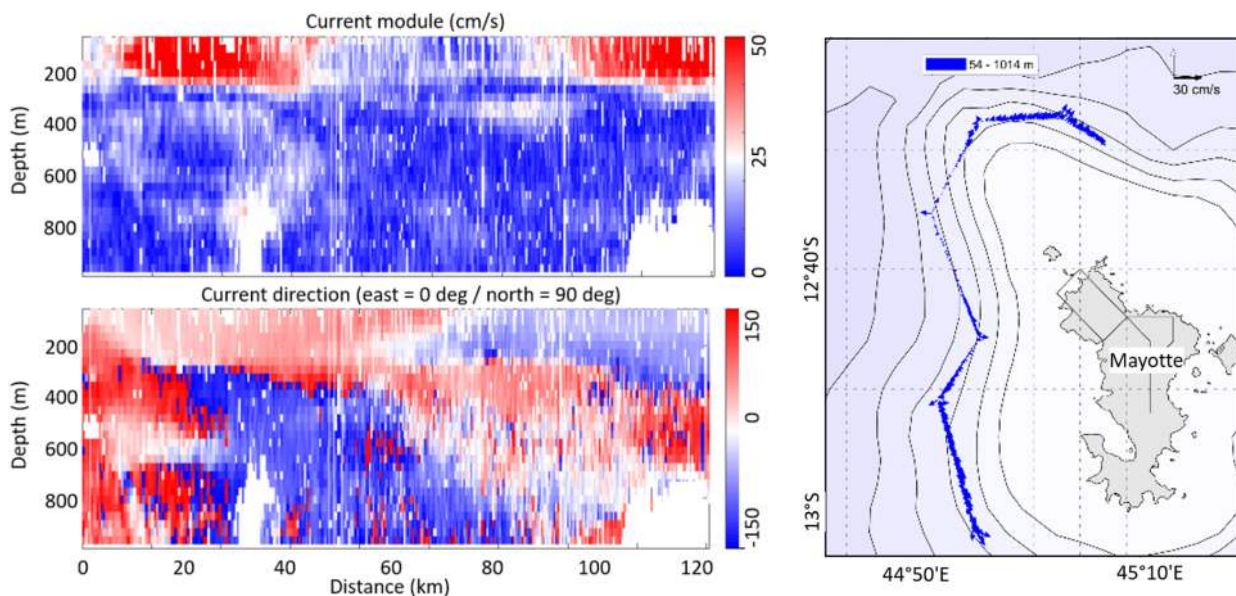 Current module (cm/s)
Depth (m)
200
400
600
800
50
25
0
Current direction (east = 0 deg / north = 90 deg)
Depth (m)
200
400
600
800
150
0
-150
0
20
40
60
80
100
120
Distance (km)
54 - 1014 m
30 cm/s
12°40'S
13°S
Mayotte
44°50'E
45°10'E